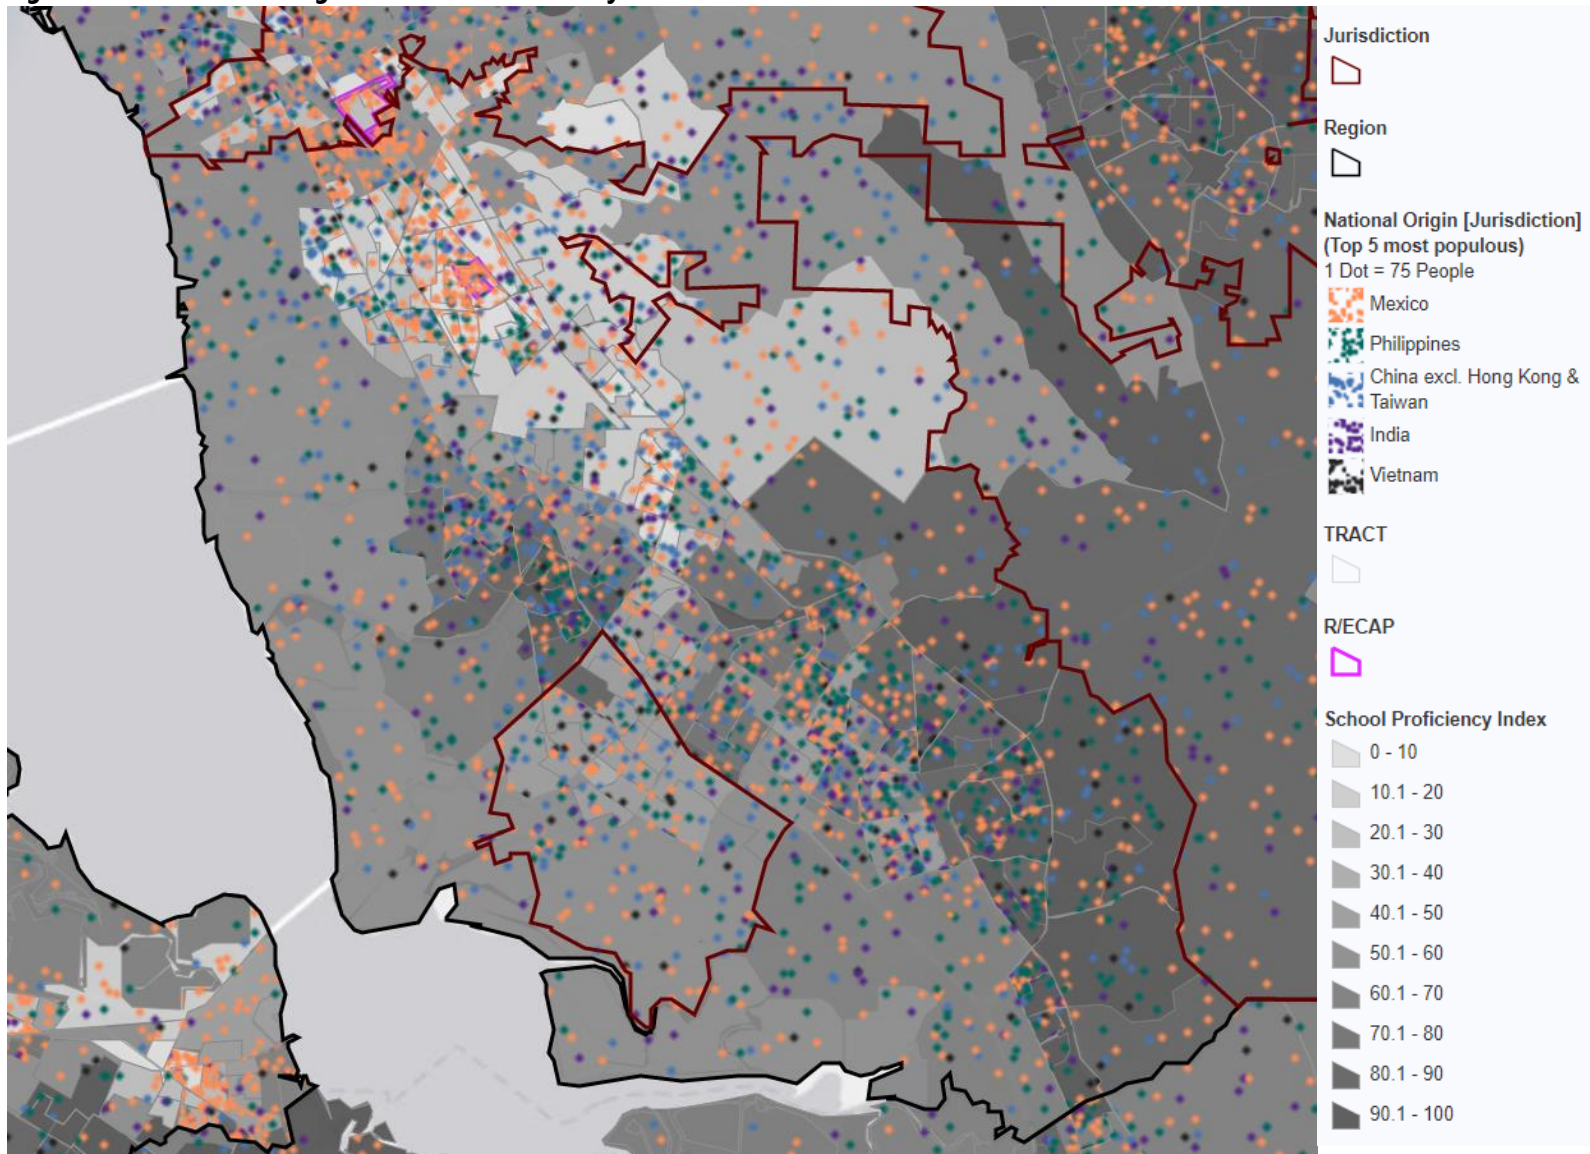 Jurisdiction
Region
National Origin [Jurisdiction]
(Top 5 most populous)
1 Dot = 75 People
Mexico
Philippines
China excl. Hong Kong &
Taiwan
India
Vietnam
TRACT
R/ECAP
School Proficiency Index
0 - 10
10.1 - 20
20.1 - 30
30.1 - 40
40.1 - 50
50.1 - 60
60.1 - 70
70.1 - 80
80.1 - 90
90.1 - 100